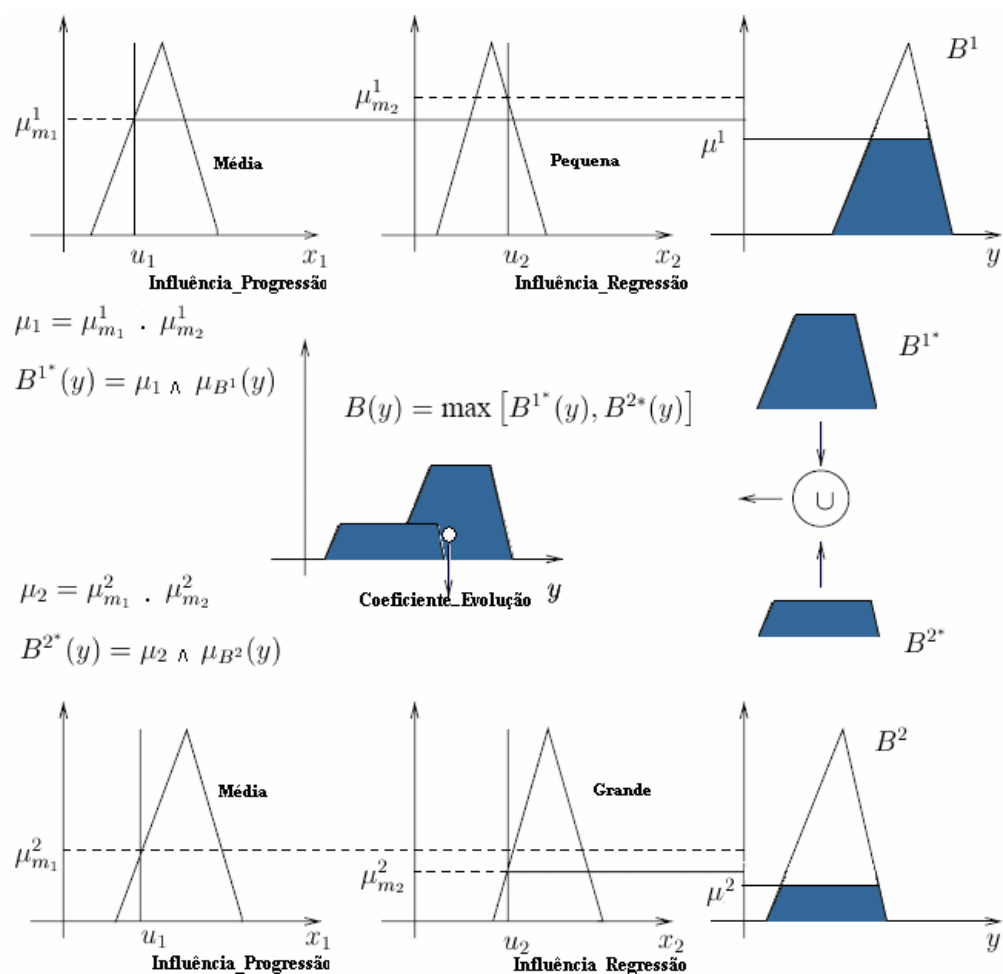 B¹
μ¹ₘ₁
μ¹ₘ₂
μ¹
Média
Pequena
u₁
x₁
u₂
x₂
y
Influência_Progressão
Influência_Regressão
μ₁ = μ¹ₘ₁ . μ¹ₘ₂
B¹*(y) = μ₁ ∧ μ_B¹(y)
B(y) = max [B¹*(y), B²*(y)]
B¹*
∪
y
Coeficiente_Evolução
μ₂ = μ²ₘ₁ . μ²ₘ₂
B²*(y) = μ₂ ∧ μ_B²(y)
B²*
B²
Média
Grande
μ²ₘ₁
μ²ₘ₂
μ²
u₁
x₁
u₂
x₂
y
Influência_Progressão
Influência_Regressão